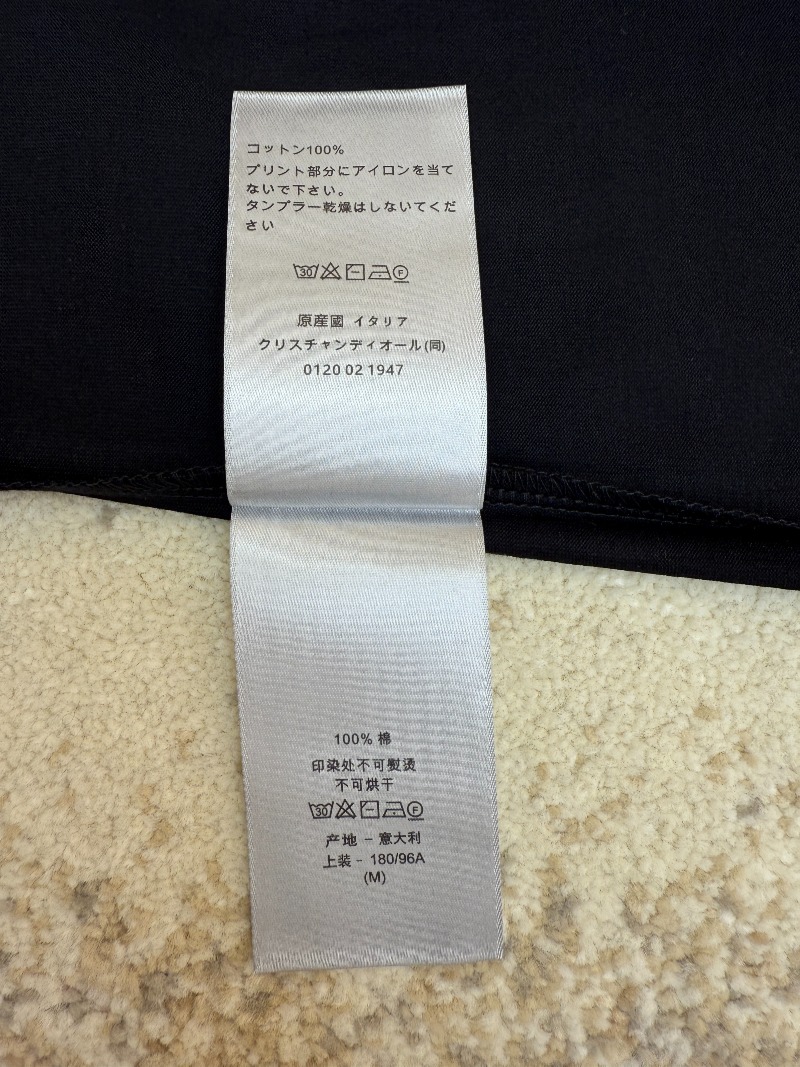 コットン100%
プリント部分にアイロンを当て
ないで下さい。
タンブラー乾燥はしないてくだ
さい
30 F
原産國 イタリア
クリスチャンディオール(同)
0120 02 1947
100% 棉
印染处不可熨烫
不可烘干
30 F
产地 - 意大利
上装 - 180/96A
(M)